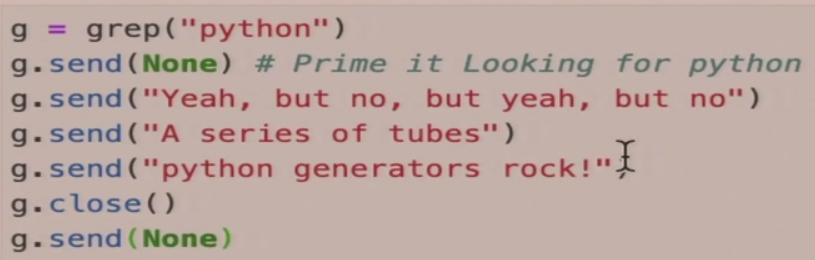 g = grep("python")
g.send(None) # Prime it Looking for python
g.send("Yeah, but no, but yeah, but no")
g.send("A series of tubes")
g.send("python generators rock!")
g.close()
g.send(None)